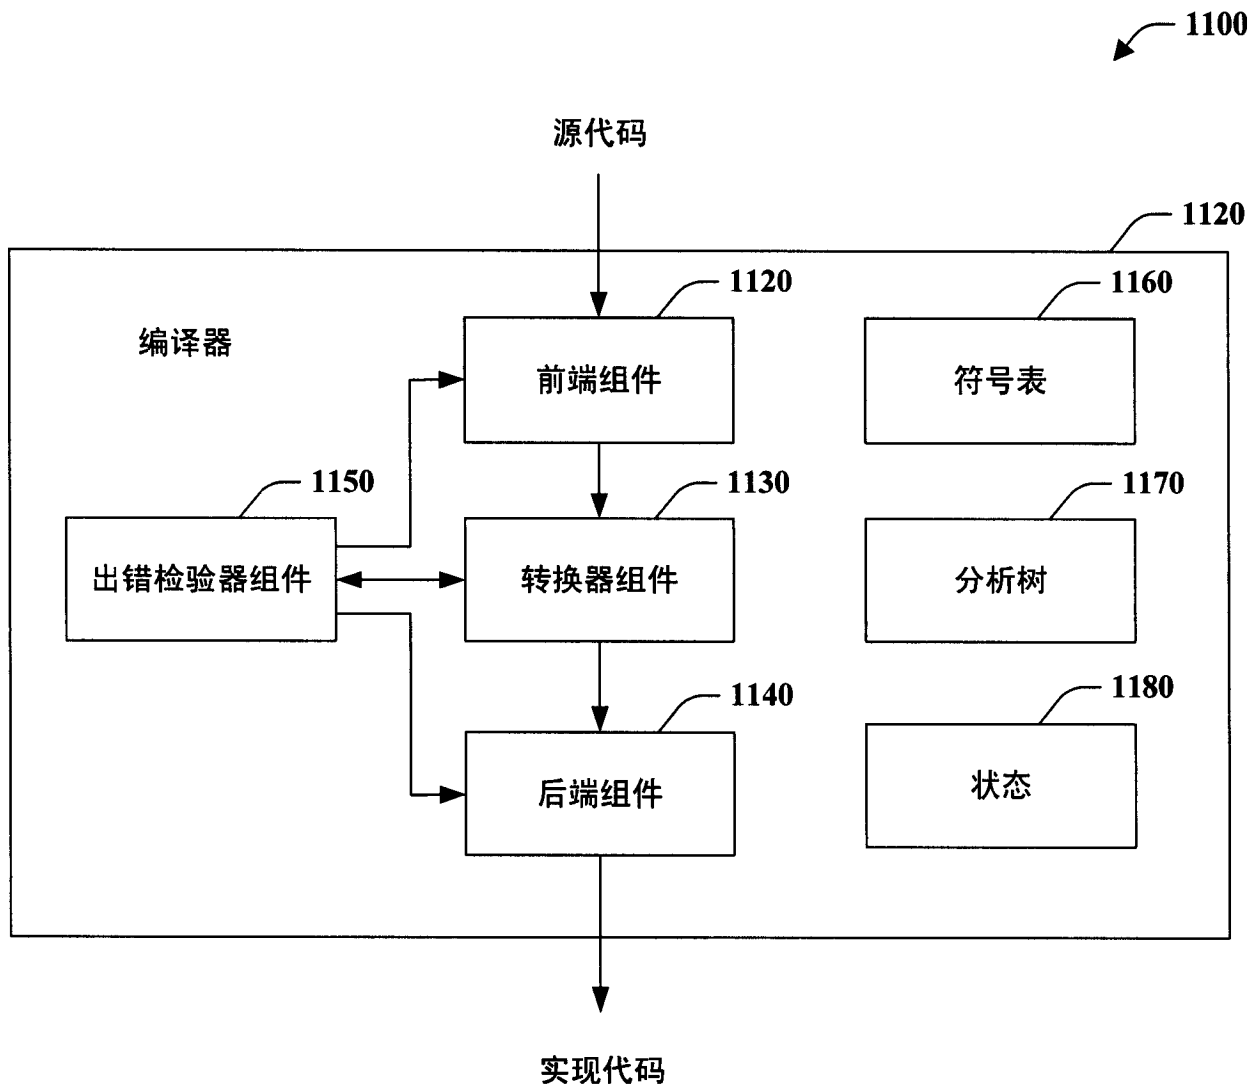 1100
源代码
1120
1120
1160
编译器
前端组件
符号表
1150
1130
1170
出错检验器组件
转换器组件
分析树
1140
1180
后端组件
状态
实现代码